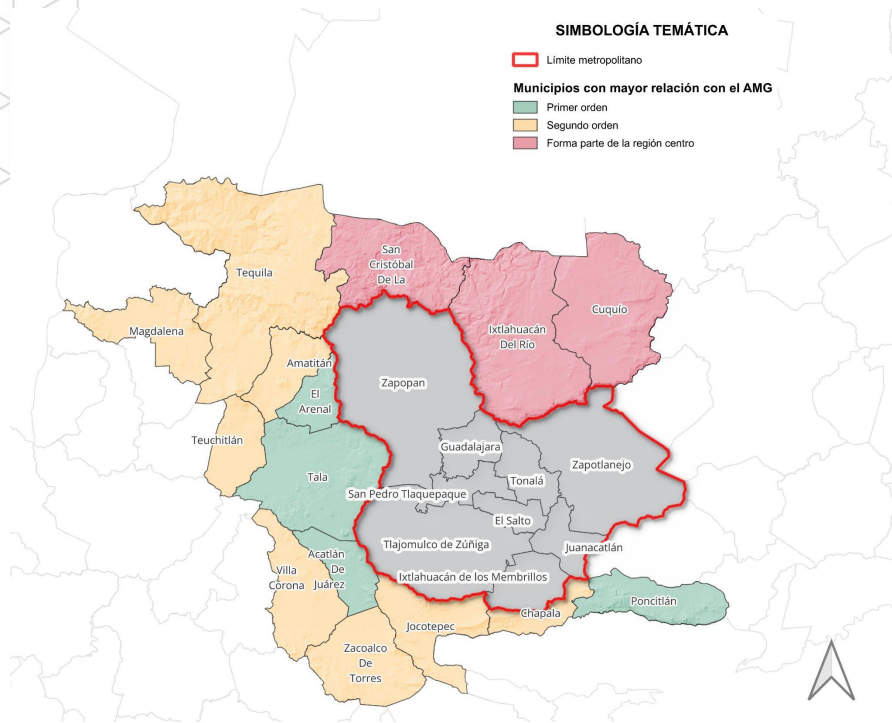 SIMBOLOGÍA TEMÁTICA
Límite metropolitano
Municipios con mayor relación con el AMG
Primer orden
Segundo orden
Forma parte de la región centro
San
Cristóbal
De La
Tequila
Cuquío
Magdalena
Ixtlahuacán
Del Río
Amatitán
Zapopan
El
Arenal
Teuchitlán
Guadalajara
Zapotlanejo
Tala
Tonalá
San Pedro Tlaquepaque
El Salto
Tlajomulco de Zúñiga
Juanacatlán
Acatlán
De
Juárez
Villa
Corona
Ixtlahuacán de los Membrillos
Poncitlán
Chapala
Jocotepec
Zacoalco
De
Torres